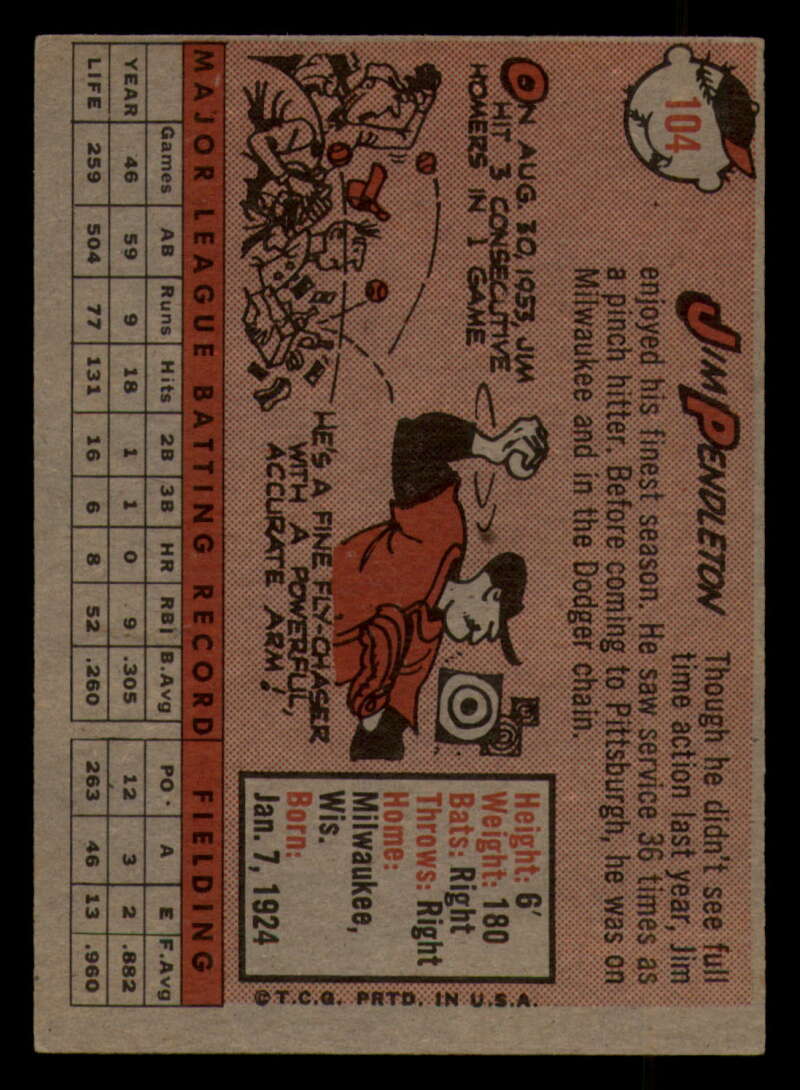 104
JIM PENDLETON
Though he didn't see full
time action last year, Jim
enjoyed his finest season. He saw service 36 times as
a pinch hitter. Before coming to Pittsburgh, he was on
Milwaukee and in the Dodger chain.
ON AUG. 30, 1953, JIM
HIT 3 CONSECUTIVE
HOMERS IN 1 GAME
HE'S A FINE FLY-CHASER
WITH A POWERFUL,
ACCURATE ARM!
Height: 6'
Weight: 180
Bats: Right
Throws: Right
Home:
Milwaukee,
Wis.
Born:
Jan. 7, 1924
© T.C.G. PRTD. IN U.S.A.
MAJOR LEAGUE BATTING RECORD FIELDING
Games AB Runs Hits 2B 3B HR RBI B.Avg PO. A E F.Avg
YEAR 46 59 9 18 1 1 0 9 .305 12 3 2 .882
LIFE 259 504 77 131 16 6 8 52 .260 263 46 13 .960